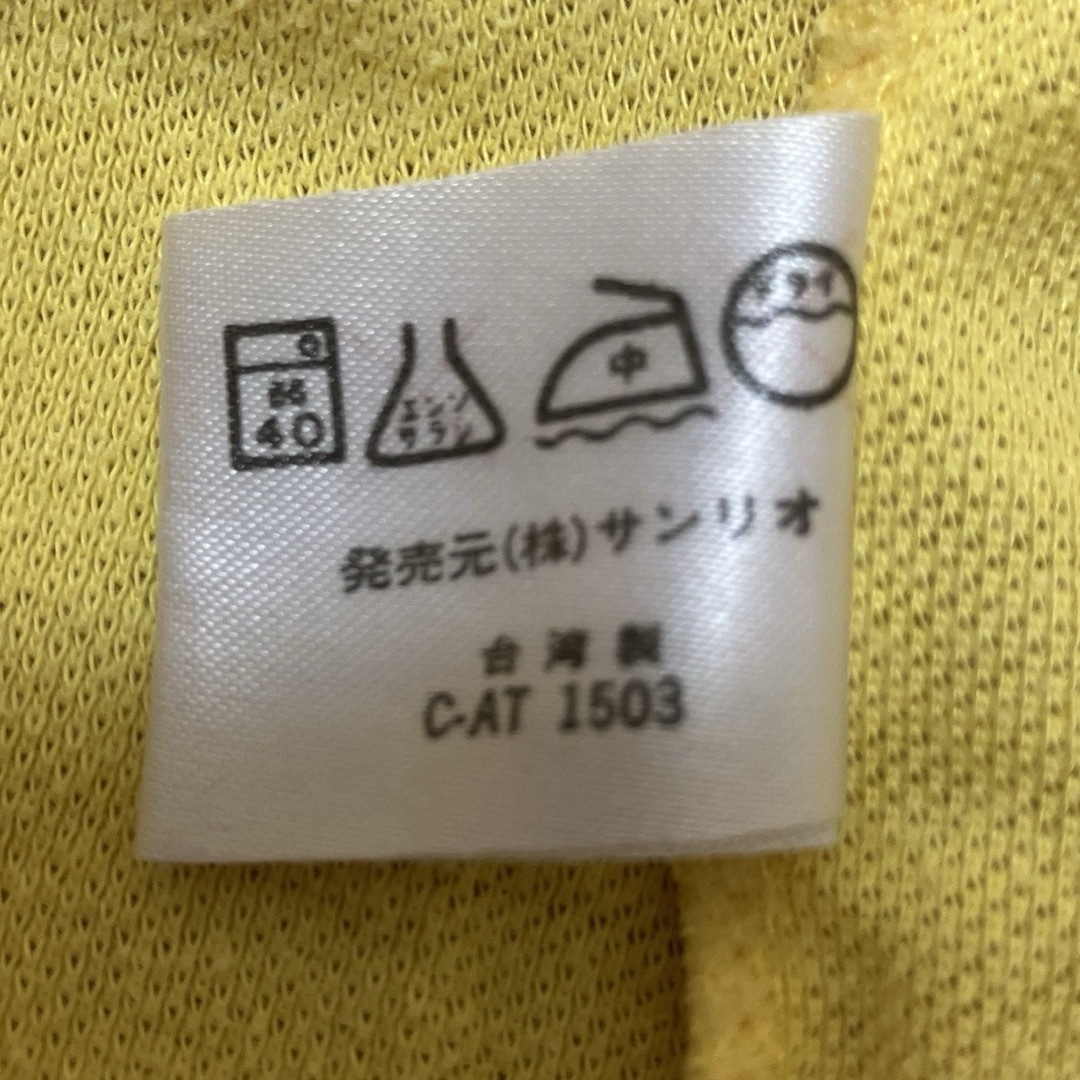 弱
40
エンソ
サラシ
中
ドライ
発売元(株)サンリオ
台湾製
C-AT 1503